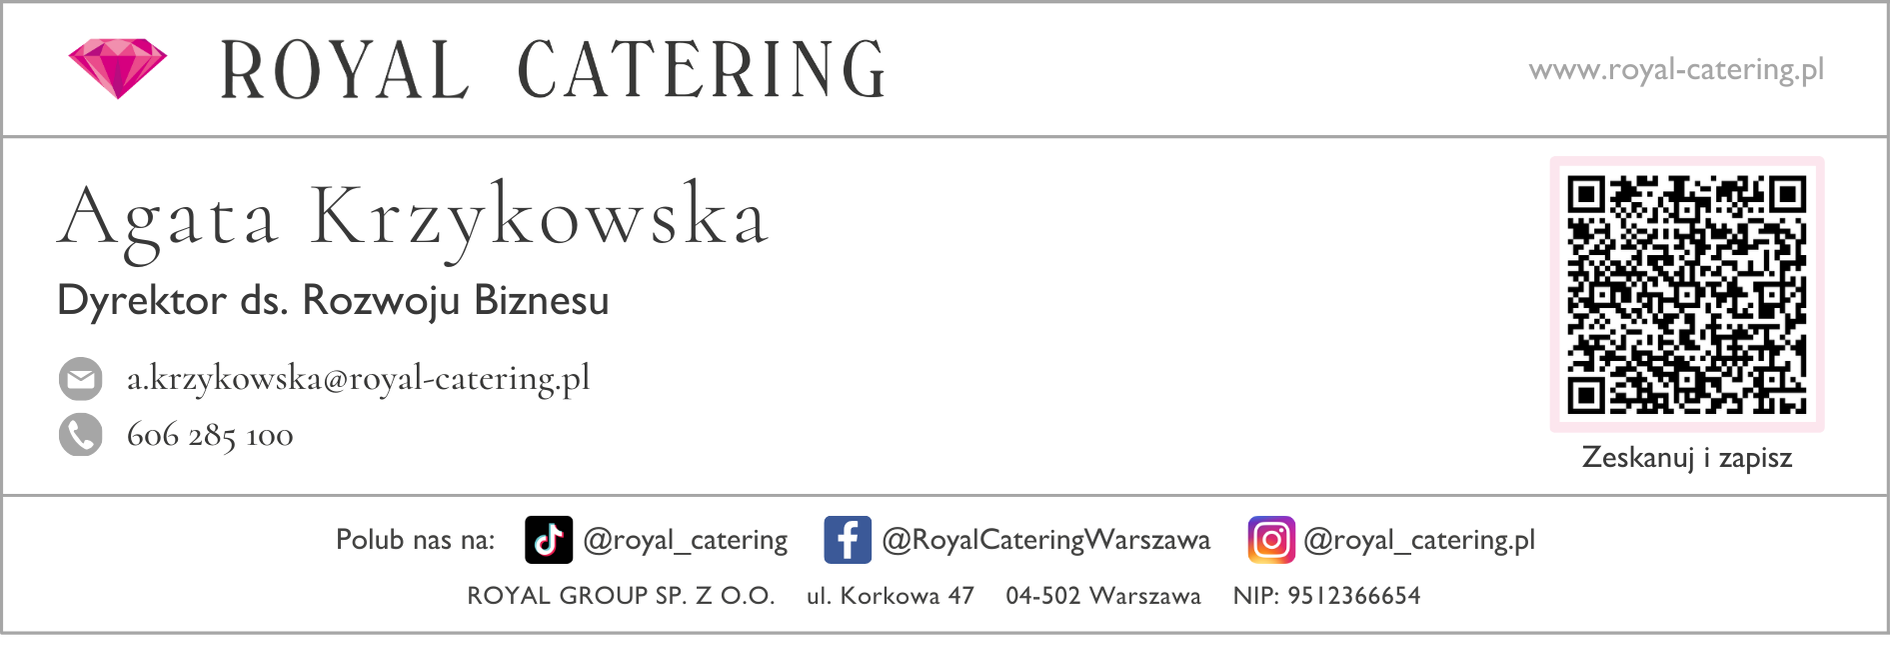 ROYAL CATERING
www.royal-catering.pl
Agata Krzykowska
Dyrektor ds. Rozwoju Biznesu
a.krzykowska@royal-catering.pl
606 285 100
Zeskanuj i zapisz
Polub nas na: @royal_catering @RoyalCateringWarszawa @royal_catering.pl
ROYAL GROUP SP. Z O.O. ul. Korkowa 47 04-502 Warszawa NIP: 9512366654